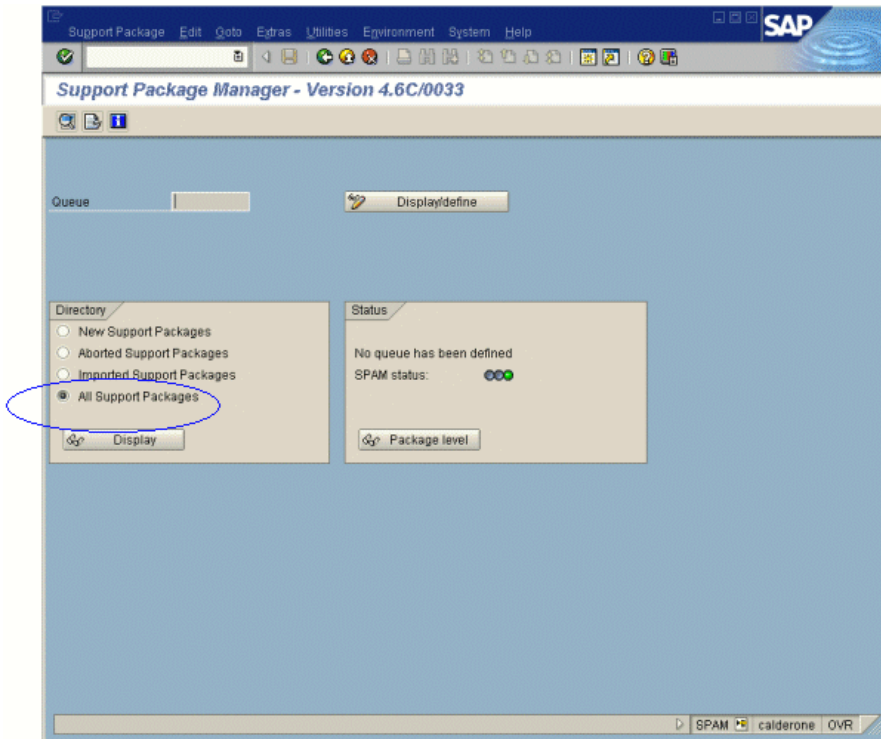 Support Package Edit Goto Extras Utilities Environment System Help
SAP
Support Package Manager - Version 4.6C/0033
Queue
Display/define
Directory
New Support Packages
Aborted Support Packages
Imported Support Packages
All Support Packages
Display
Status
No queue has been defined
SPAM status:
Package level
SPAM calderone OVR